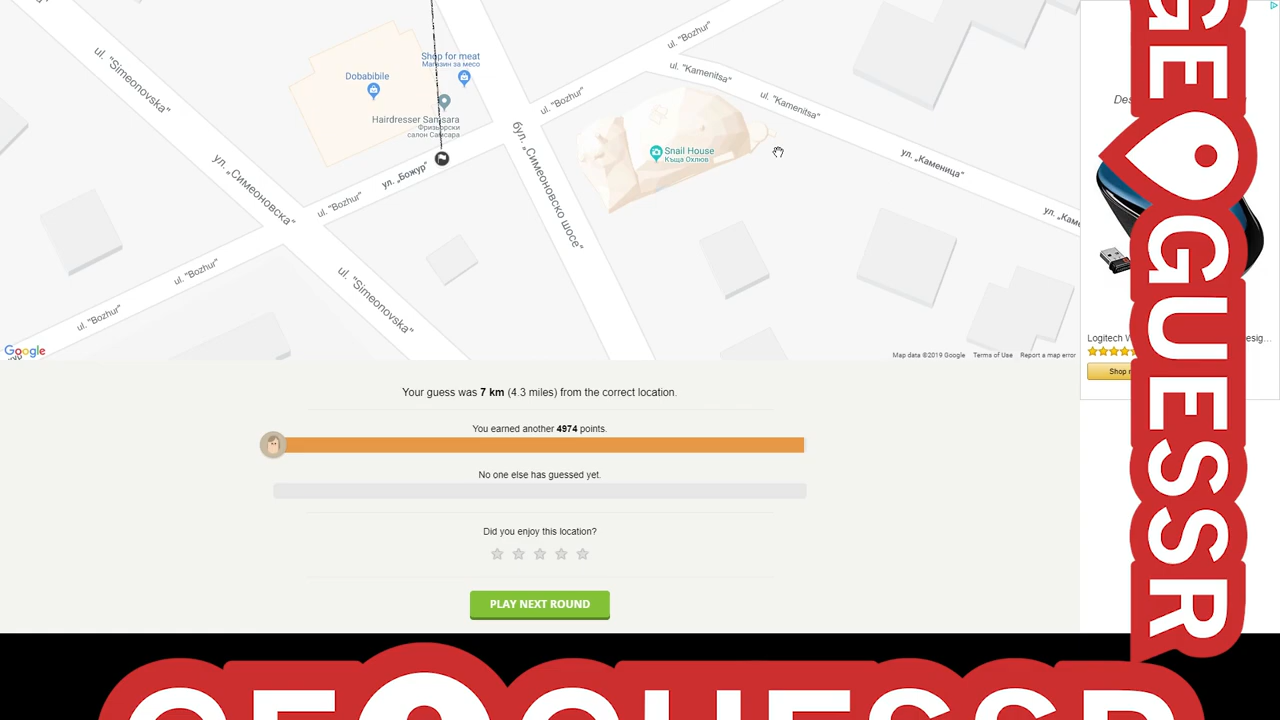 ul. "Simeonovska"
Shop for meat
Магазин за месо
Dobabibile
Hairdresser Samsara
Фризьорски
салон Самсара
ul. "Bozhur"
ul. "Kamenitsa"
ul. "Bozhur"
ul. "Kamenitsa"
Snail House
Къща Охлюв
ул. „Каменица“
ул. „Симеоновска“
ул. „Божур“
бул. „Симеоновско шосе“
ul. "Bozhur"
ul. "Bozhur"
ul. "Simeonovska"
ul. "Bozhur"
Google
Map data ©2019 Google
Terms of Use
Report a map error
Your guess was 7 km (4.3 miles) from the correct location.
You earned another 4974 points.
No one else has guessed yet.
Did you enjoy this location?
PLAY NEXT ROUND
Logitech
GEOGUESSR
GEOGUESSR